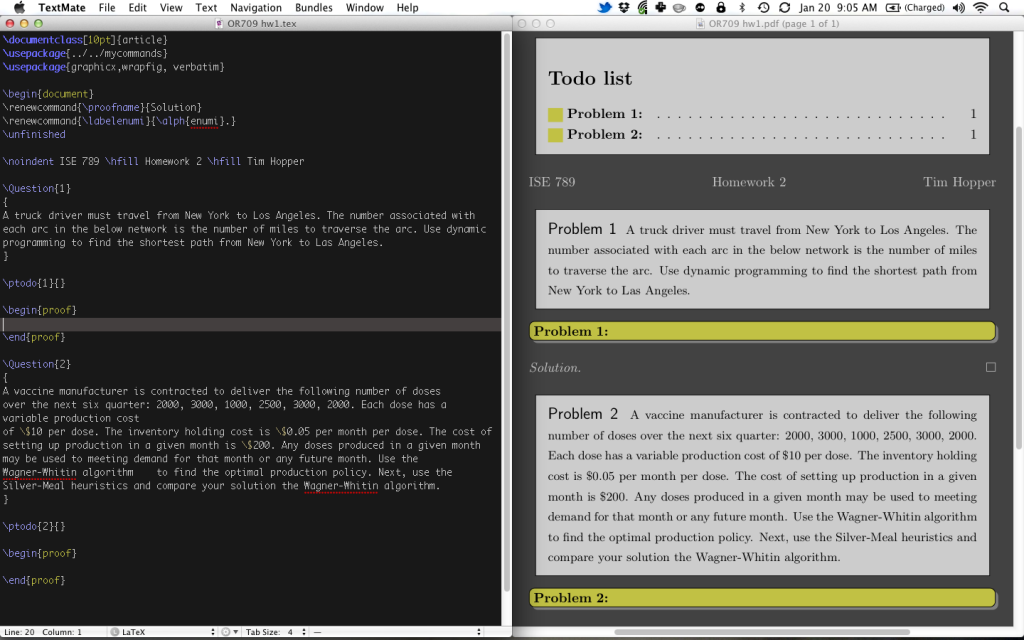 TextMate File Edit View Text Navigation Bundles Window Help Jan 20 9:05 AM (Charged)
OR709 hw1.tex
\documentclass[10pt]{article}
\usepackage{../../mycommands}
\usepackage{graphicx,wrapfig, verbatim}
\begin{document}
\renewcommand{\proofname}{Solution}
\renewcommand{\labelenumi}{\alph{enumi}.}
\unfinished
\noindent ISE 789 \hfill Homework 2 \hfill Tim Hopper
\Question{1}
{
A truck driver must travel from New York to Los Angeles. The number associated with
each arc in the below network is the number of miles to traverse the arc. Use dynamic
programming to find the shortest path from New York to Las Angeles.
}
\ptodo{1}{}
\begin{proof}
\end{proof}
\Question{2}
{
A vaccine manufacturer is contracted to deliver the following number of doses
over the next six quarter: 2000, 3000, 1000, 2500, 3000, 2000. Each dose has a
variable production cost
of \$10 per dose. The inventory holding cost is \$0.05 per month per dose. The cost of
setting up production in a given month is \$200. Any doses produced in a given month
may be used to meeting demand for that month or any future month. Use the
Wagner-Whitin algorithm to find the optimal production policy. Next, use the
Silver-Meal heuristics and compare your solution the Wagner-Whitin algorithm.
}
\ptodo{2}{}
\begin{proof}
\end{proof}
Line: 20 Column: 1 LaTeX Tab Size: 4 —
OR709 hw1.pdf (page 1 of 1)
Todo list
Problem 1: . . . . . . . . . . . . . . . . . . . . . . . . . . 1
Problem 2: . . . . . . . . . . . . . . . . . . . . . . . . . . 1
ISE 789 Homework 2 Tim Hopper
Problem 1 A truck driver must travel from New York to Los Angeles. The
number associated with each arc in the below network is the number of miles
to traverse the arc. Use dynamic programming to find the shortest path from
New York to Las Angeles.
Problem 1:
Solution.
Problem 2 A vaccine manufacturer is contracted to deliver the following
number of doses over the next six quarter: 2000, 3000, 1000, 2500, 3000, 2000.
Each dose has a variable production cost of $10 per dose. The inventory holding
cost is $0.05 per month per dose. The cost of setting up production in a given
month is $200. Any doses produced in a given month may be used to meeting
demand for that month or any future month. Use the Wagner-Whitin algorithm
to find the optimal production policy. Next, use the Silver-Meal heuristics and
compare your solution the Wagner-Whitin algorithm.
Problem 2: